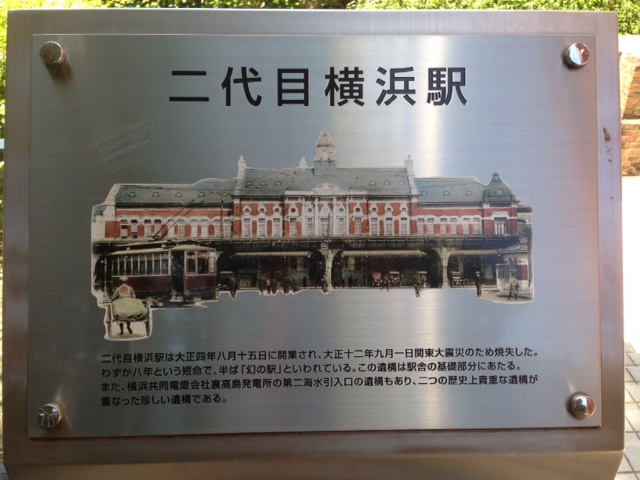 二代目横浜駅
二代目横浜駅は大正四年八月十五日に開業され、大正十二年九月一日関東大震災のため焼失した。
わずか八年という短命で、半ば「幻の駅」といわれている。この遺構は駅舎の基礎部分にあたる。
また、横浜共同電燈会社裏高島発電所の第二海水引入口の遺構もあり、二つの歴史上貴重な遺構が
重なった珍しい遺構である。